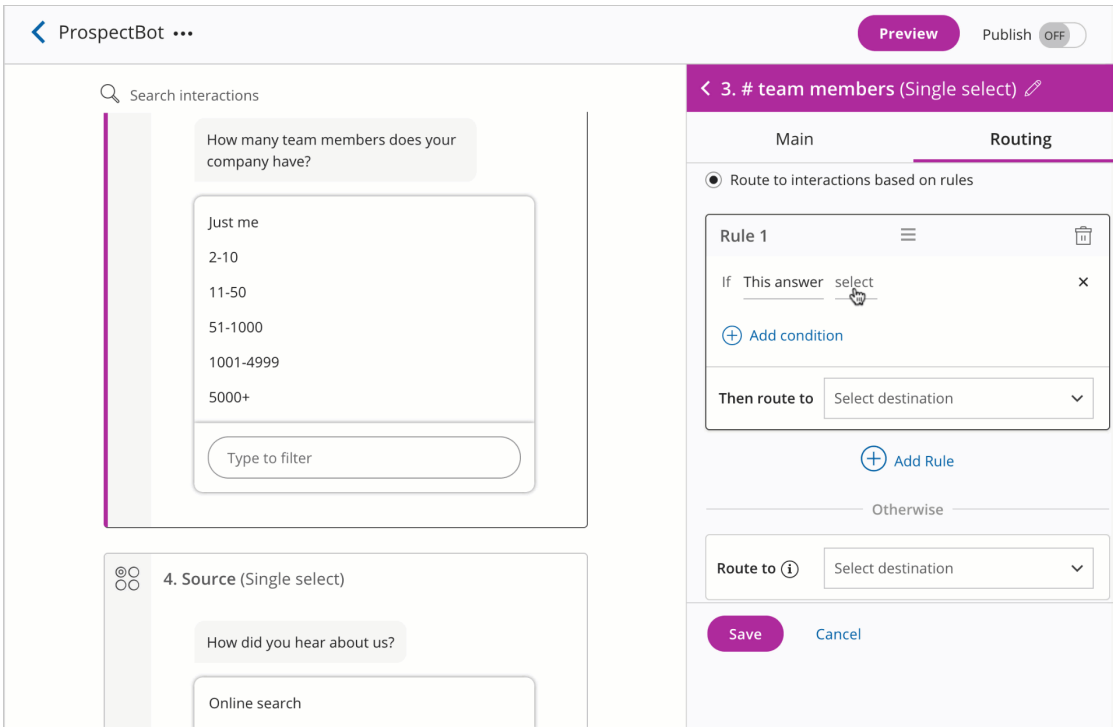 ProspectBot
Preview
Publish
OFF
Search interactions
How many team members does your
company have?
Just me
2-10
11-50
51-1000
1001-4999
5000+
Type to filter
4. Source (Single select)
How did you hear about us?
Online search
3. # team members (Single select)
Main
Routing
Route to interactions based on rules
Rule 1
If This answer select
Add condition
Then route to Select destination
Add Rule
Otherwise
Route to Select destination
Save
Cancel